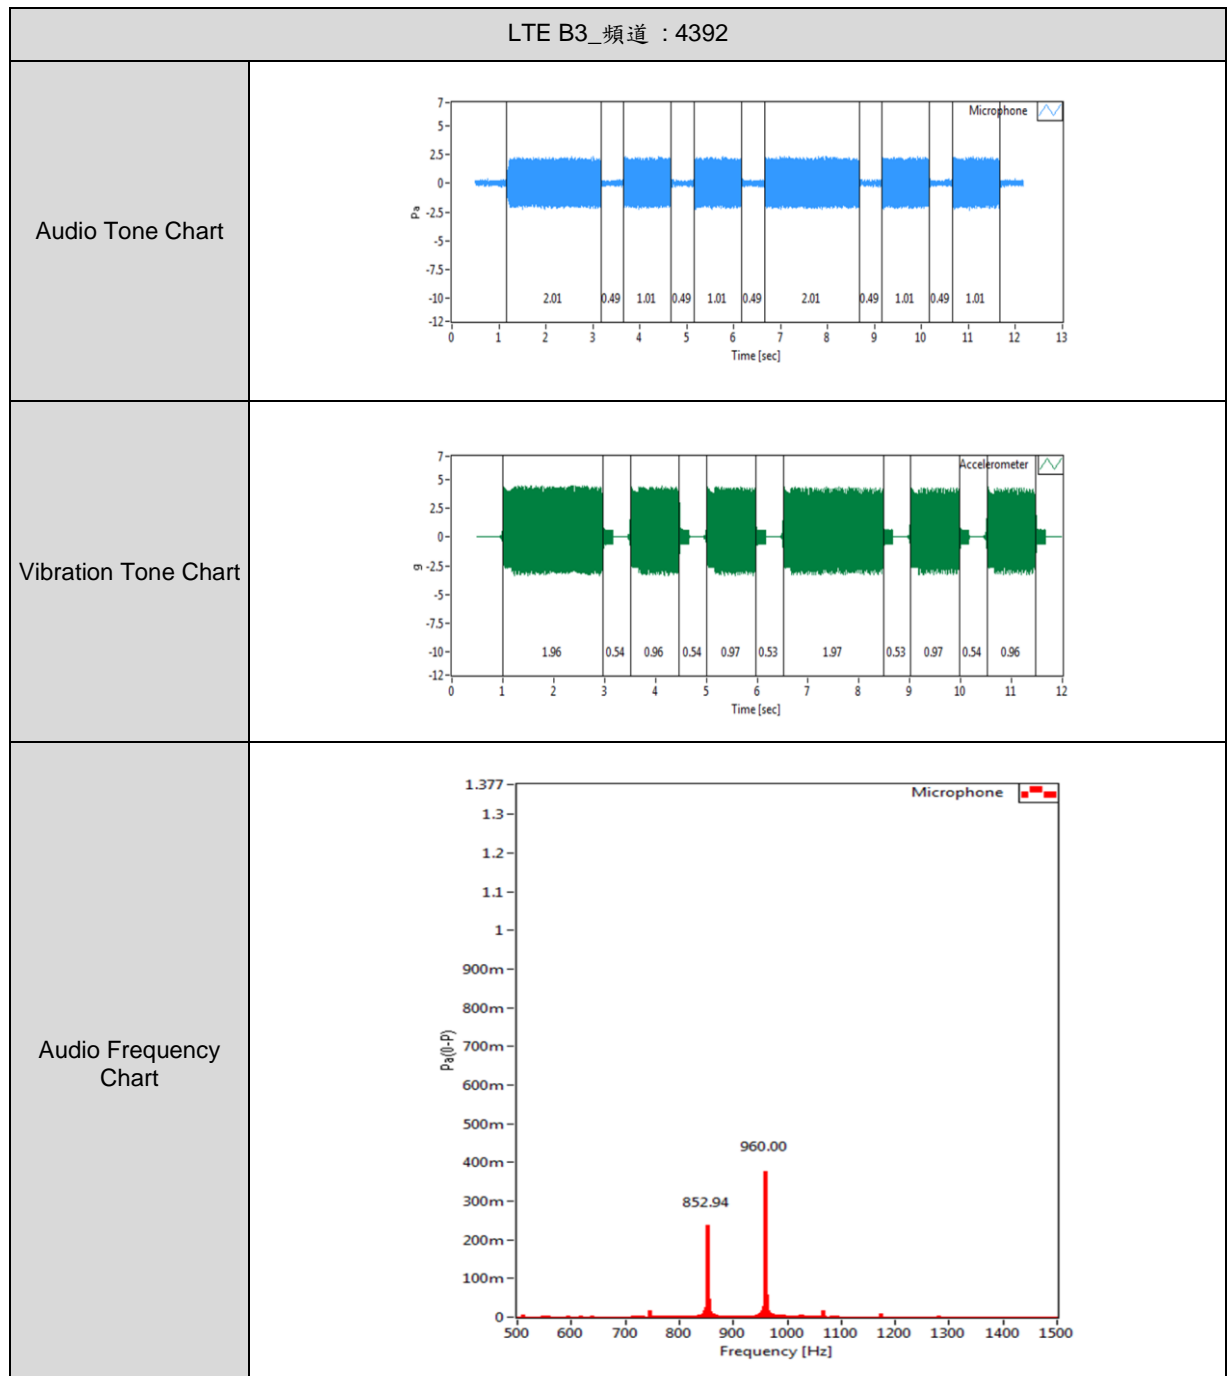 LTE B3_頻道 : 4392
Audio Tone Chart
7
5
2.5
0
-2.5
-5
-7.5
-10
-12
Pa
Microphone
2.01 0.49 1.01 0.49 1.01 0.49 2.01 0.49 1.01 0.49 1.01
0 1 2 3 4 5 6 7 8 9 10 11 12 13
Time [sec]
Vibration Tone Chart
7
5
2.5
0
-2.5
-5
-7.5
-10
-12
g
Accelerometer
1.96 0.54 0.96 0.54 0.97 0.53 1.97 0.53 0.97 0.54 0.96
0 1 2 3 4 5 6 7 8 9 10 11 12
Time [sec]
Audio Frequency
Chart
1.377
1.3
1.2
1.1
1
900m
800m
700m
600m
500m
400m
300m
200m
100m
0
Pa(0-P)
Microphone
960.00
852.94
500 600 700 800 900 1000 1100 1200 1300 1400 1500
Frequency [Hz]